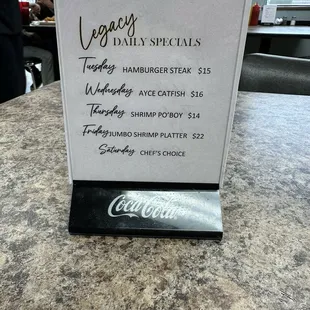 Legacy
DAILY SPECIALS
Tuesday HAMBURGER STEAK $15
Wednesday AYCE CATFISH $16
Thursday SHRIMP PO'BOY $14
Friday JUMBO SHRIMP PLATTER $22
Saturday CHEF'S CHOICE
Coca-Cola